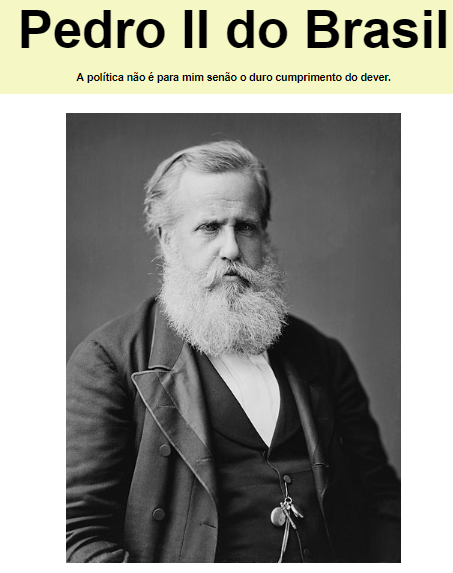 Pedro II do Brasil
A política não é para mim senão o duro cumprimento do dever.